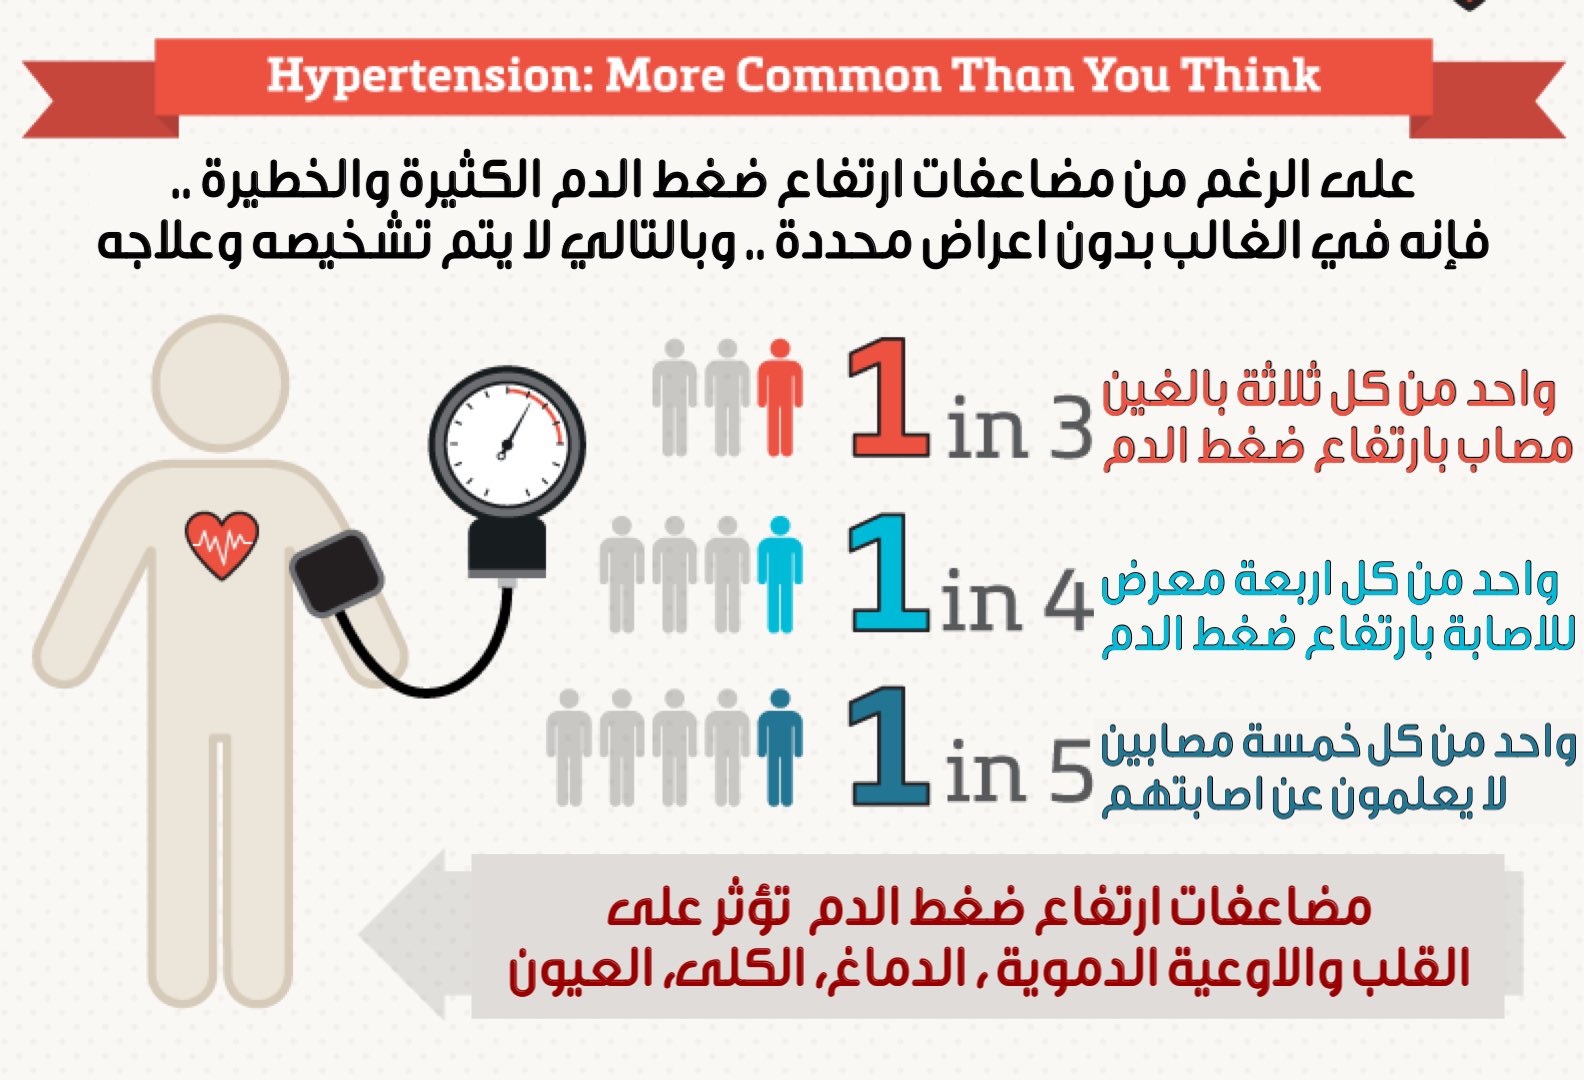 Hypertension: More Common Than You Think
على الرغم من مضاعفات ارتفاع ضغط الدم الكثيرة والخطيرة ..
فإنه في الغالب بدون اعراض محددة .. وبالتالي لا يتم تشخيصه وعلاجه
1 in 3
واحد من كل ثلاثة بالغين
مصاب بارتفاع ضغط الدم
1 in 4
واحد من كل اربعة معرض
للاصابة بارتفاع ضغط الدم
1 in 5
واحد من كل خمسة مصابين
لا يعلمون عن اصابتهم
مضاعفات ارتفاع ضغط الدم تؤثر على
القلب والاوعية الدموية ، الدماغ، الكلى، العيون